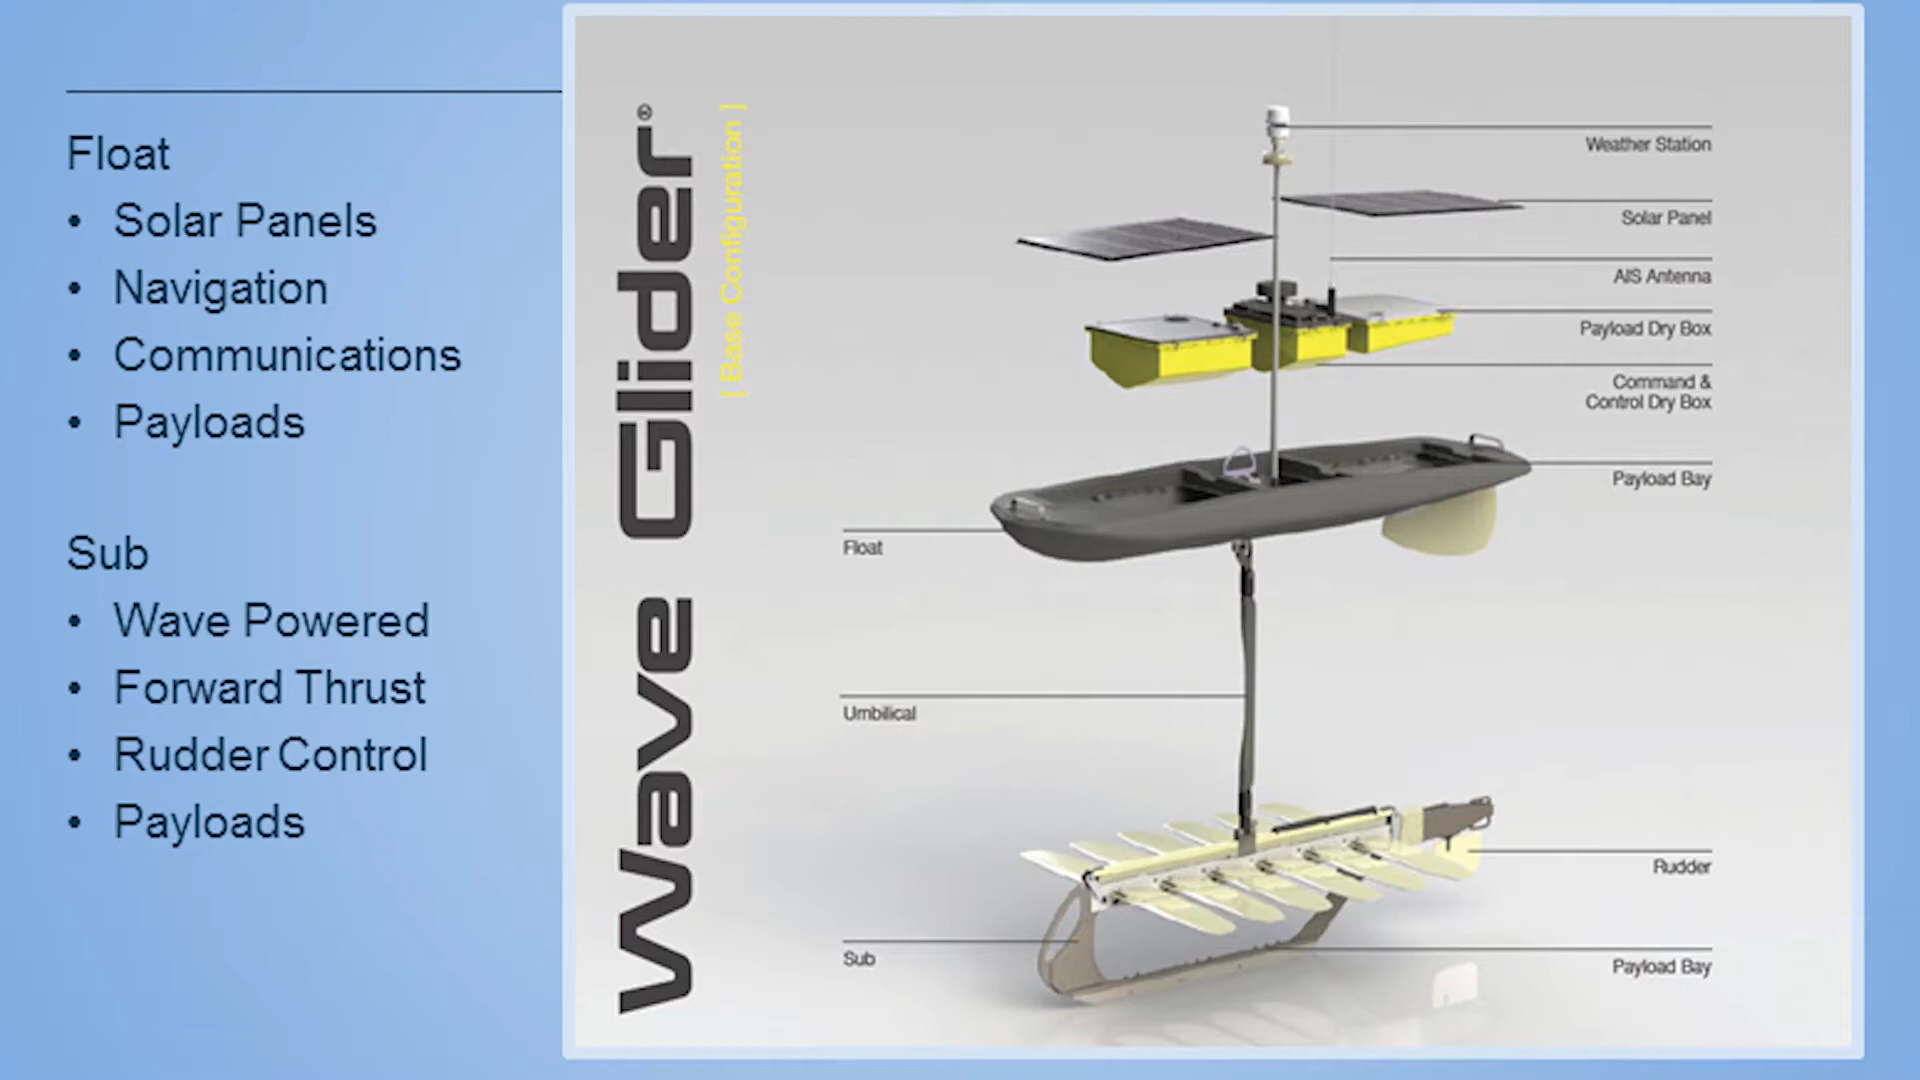 Float
• Solar Panels
• Navigation
• Communications
• Payloads
Sub
• Wave Powered
• Forward Thrust
• Rudder Control
• Payloads
Wave Glider®
[ Base Configuration ]
Weather Station
Solar Panel
AIS Antenna
Payload Dry Box
Command &
Control Dry Box
Payload Bay
Float
Umbilical
Rudder
Sub
Payload Bay